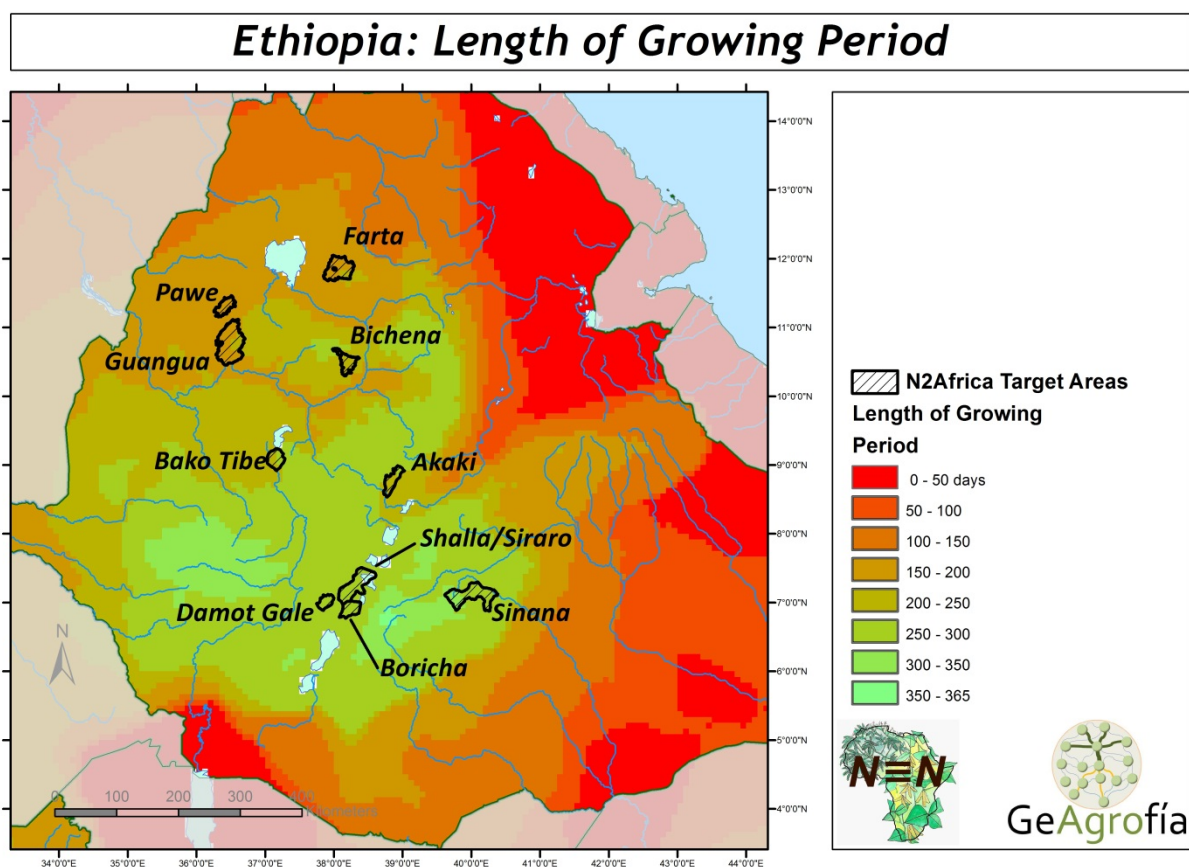 Ethiopia: Length of Growing Period
14°0'0"N
13°0'0"N
12°0'0"N
11°0'0"N
10°0'0"N
9°0'0"N
8°0'0"N
7°0'0"N
6°0'0"N
5°0'0"N
4°0'0"N
Farta
Pawe
Guangua
Bichena
Bako Tibe
Akaki
Shalla/Siraro
Damot Gale
Sinana
Boricha
N
0 100 200 300 400
Kilometers
34°0'0"E 35°0'0"E 36°0'0"E 37°0'0"E 38°0'0"E 39°0'0"E 40°0'0"E 41°0'0"E 42°0'0"E 43°0'0"E 44°0'0"E
N2Africa Target Areas
Length of Growing
Period
0 - 50 days
50 - 100
100 - 150
150 - 200
200 - 250
250 - 300
300 - 350
350 - 365
N≡N
GeAgrofía